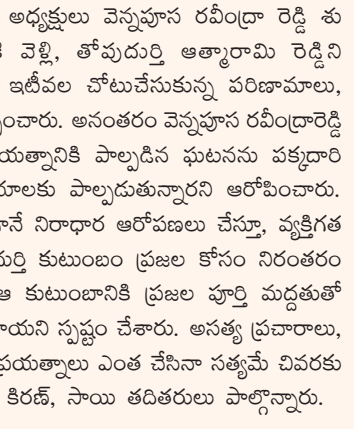 అధ్యక్షులు వెన్నపూస రవీంద్రా రెడ్డి శు
వెళ్లి, తోపుదుర్తి ఆత్మారామి రెడ్డిని
ఇటీవల చోటుచేసుకున్న పరిణామాలు,
అనంతరం వెన్నపూస రవీంద్రారెడ్డి
యత్నానికి పాల్పడిన ఘటనను పక్కదారి
పాల్పడుతున్నారని ఆరోపించారు.
నిరాధార ఆరోపణలు చేస్తూ, వ్యక్తిగత
కుటుంబం ప్రజల కోసం నిరంతరం
ఆ కుటుంబానికి ప్రజల పూర్తి మద్దతుతో
స్పష్టం చేశారు. అసత్య ప్రచారాలు,
ప్రయత్నాలు ఎంత చేసినా సత్యమే చివరకు
కిరణ్, సాయి తదితరులు పాల్గొన్నారు.